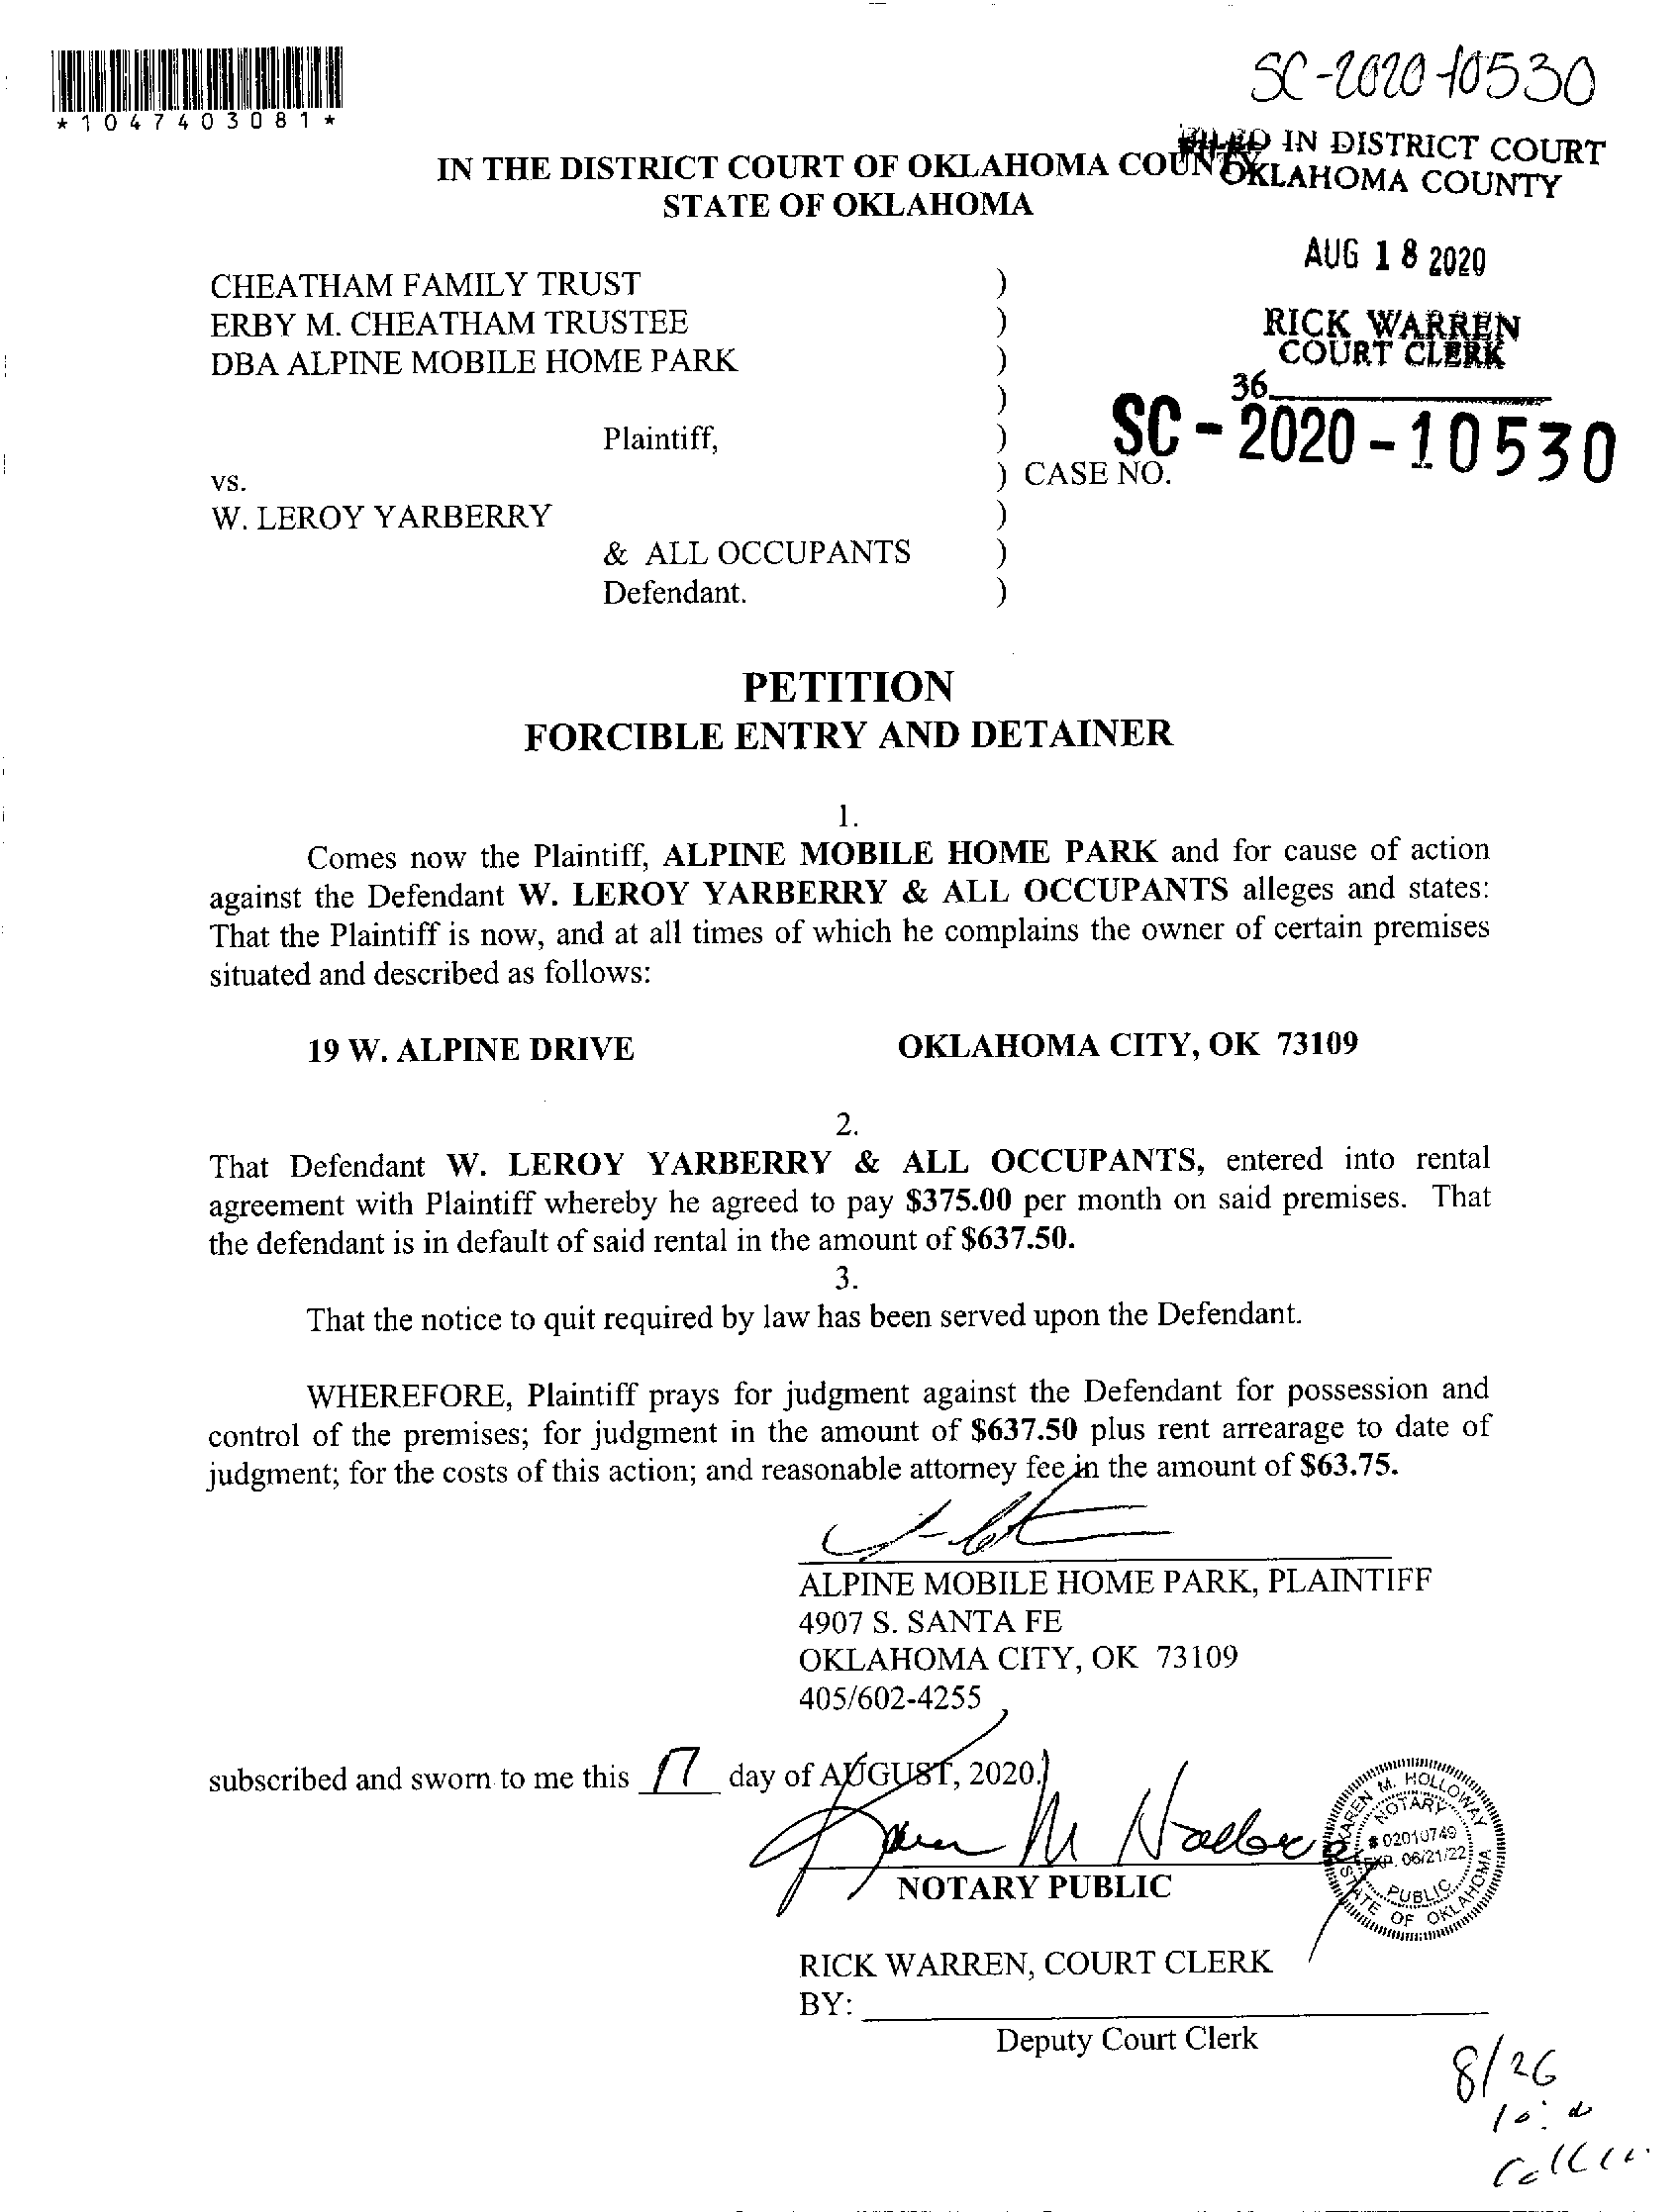 SC-2020-10530
*1047403081*
FILED IN DISTRICT COURT
OKLAHOMA COUNTY
IN THE DISTRICT COURT OF OKLAHOMA COUNTY
STATE OF OKLAHOMA
AUG 18 2020
RICK WARREN
COURT CLERK
36
SC-2020-10530
CHEATHAM FAMILY TRUST )
ERBY M. CHEATHAM TRUSTEE )
DBA ALPINE MOBILE HOME PARK )
)
Plaintiff, )
vs. ) CASE NO.
W. LEROY YARBERRY )
& ALL OCCUPANTS )
Defendant. )
PETITION
FORCIBLE ENTRY AND DETAINER
1.
Comes now the Plaintiff, ALPINE MOBILE HOME PARK and for cause of action
against the Defendant W. LEROY YARBERRY & ALL OCCUPANTS alleges and states:
That the Plaintiff is now, and at all times of which he complains the owner of certain premises
situated and described as follows:
19 W. ALPINE DRIVE OKLAHOMA CITY, OK 73109
2.
That Defendant W. LEROY YARBERRY & ALL OCCUPANTS, entered into rental
agreement with Plaintiff whereby he agreed to pay $375.00 per month on said premises. That
the defendant is in default of said rental in the amount of $637.50.
3.
That the notice to quit required by law has been served upon the Defendant.
WHEREFORE, Plaintiff prays for judgment against the Defendant for possession and
control of the premises; for judgment in the amount of $637.50 plus rent arrearage to date of
judgment; for the costs of this action; and reasonable attorney fee in the amount of $63.75.
ALPINE MOBILE HOME PARK, PLAINTIFF
4907 S. SANTA FE
OKLAHOMA CITY, OK 73109
405/602-4255
subscribed and sworn to me this 17 day of AUGUST, 2020.
Karen M Holloway
NOTARY PUBLIC
KAREN M. HOLLOWAY
NOTARY
# 02010749
EXP. 06/21/22
PUBLIC
STATE OF OKLAHOMA
RICK WARREN, COURT CLERK
BY:
Deputy Court Clerk
8/26